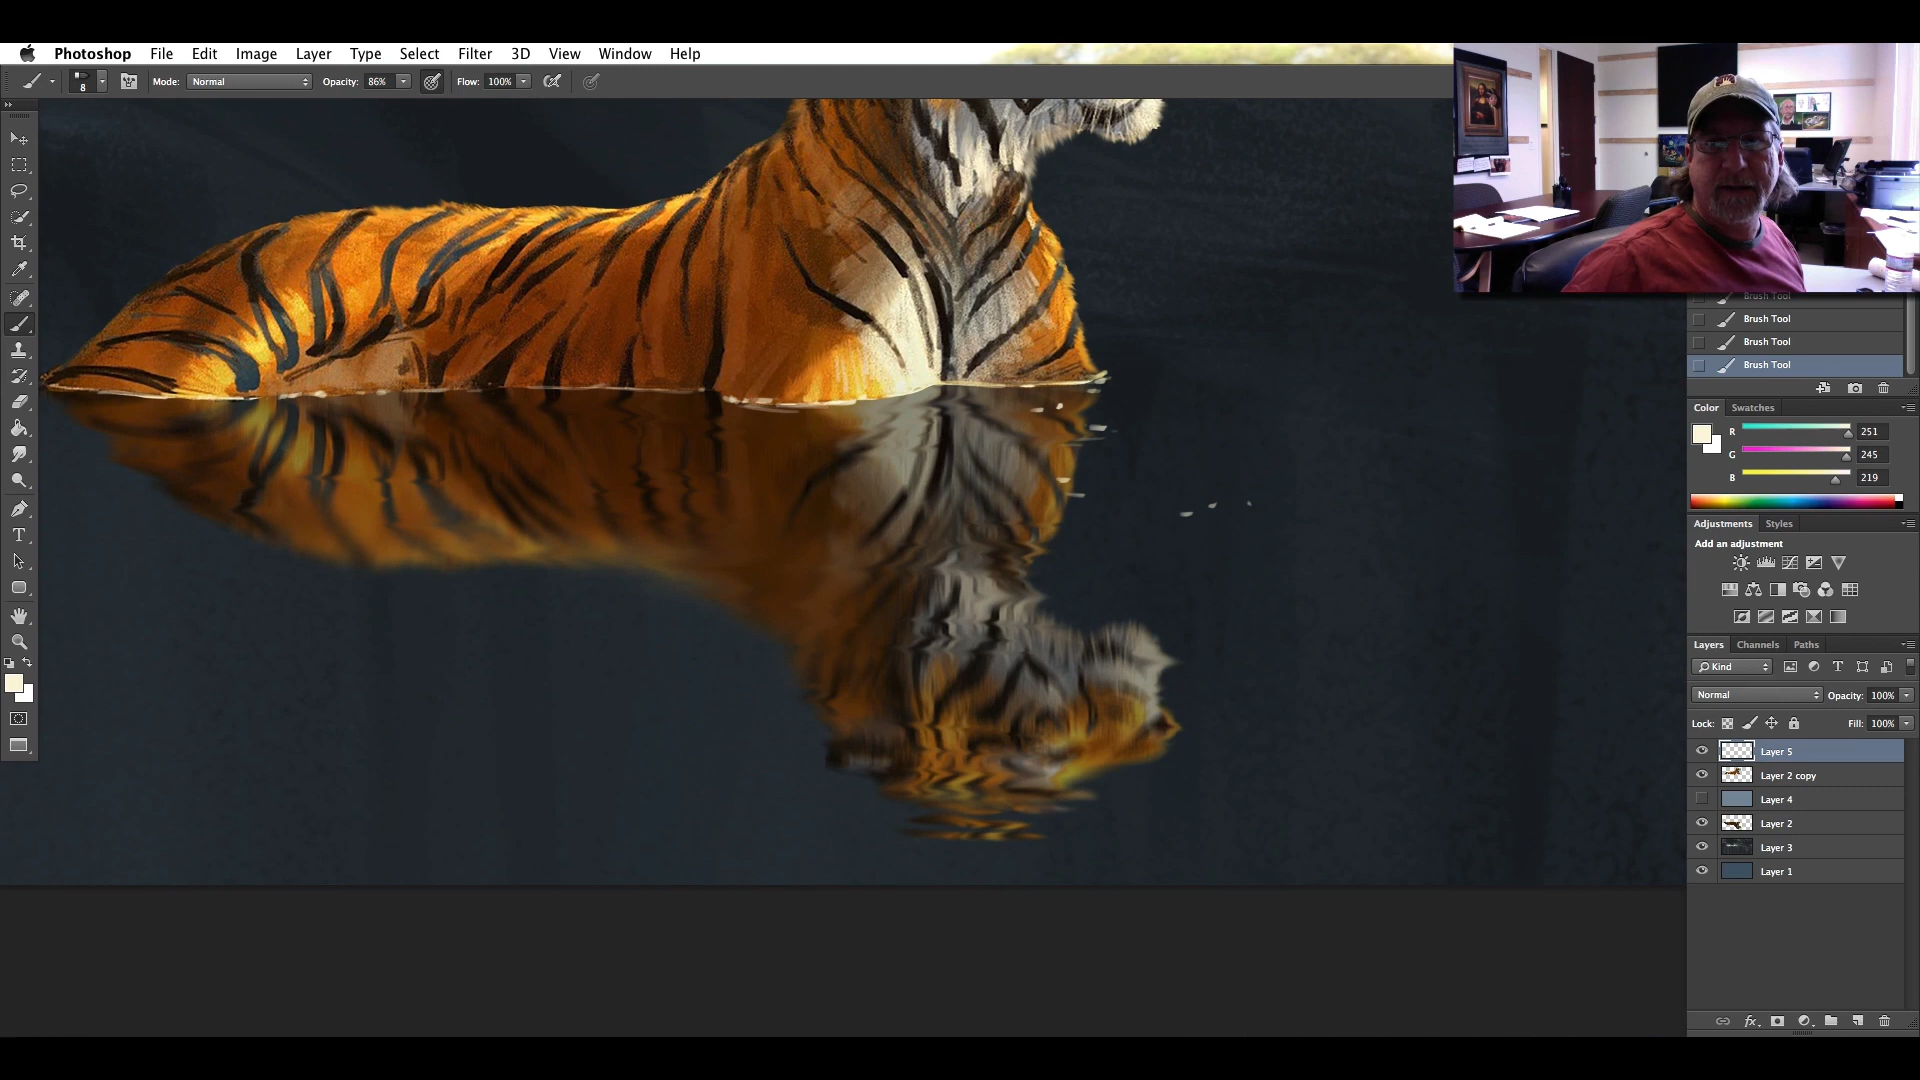 Photoshop File Edit Image Layer Type Select Filter 3D View Window Help
8 Mode: Normal Opacity: 86% Flow: 100%
Brush Tool
Brush Tool
Brush Tool
Brush Tool
Color Swatches
R 251
G 245
B 219
Adjustments Styles
Add an adjustment
Layers Channels Paths
Kind
Normal Opacity: 100%
Lock: Fill: 100%
Layer 5
Layer 2 copy
Layer 4
Layer 2
Layer 3
Layer 1